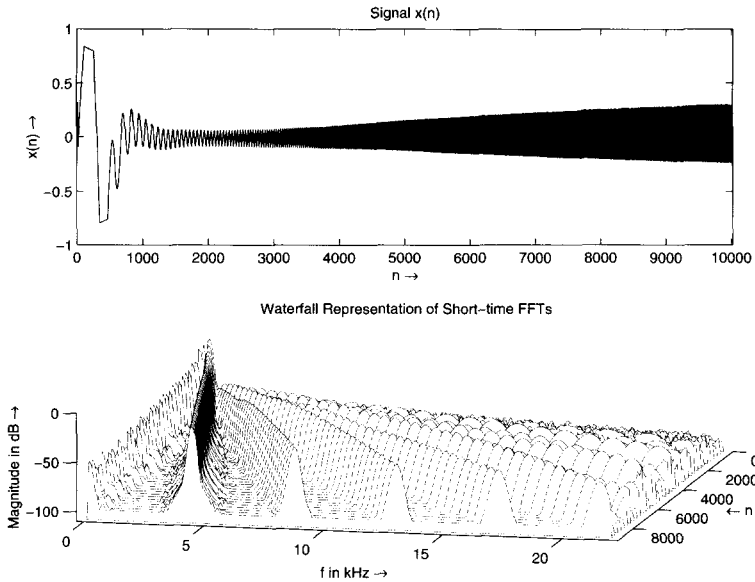 Signal x(n)
1
0.5
0
−0.5
−1
x(n) →
0 1000 2000 3000 4000 5000 6000 7000 8000 9000 10000
n →
Waterfall Representation of Short−time FFTs
0
−50
−100
Magnitude in dB →
0 5 10 15 20
f in kHz →
0
2000
4000
6000
8000
← n